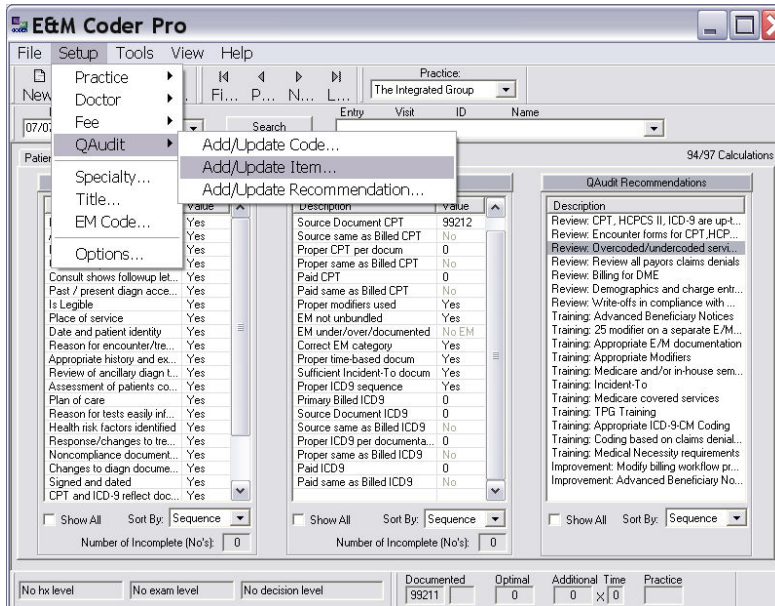 E&M Coder Pro
File Setup Tools View Help
New Fi... P... N... L...
Practice:
The Integrated Group
Entry Visit ID Name
07/0 Search
Practice
Doctor
Fee
QAudit
Specialty...
Title...
EM Code...
Options...
Add/Update Code...
Add/Update Item...
Add/Update Recommendation...
Patie 94/97 Calculations
Value
Yes
Yes
Yes
Yes
Consult shows followup let... Yes
Past / present diagn acce... Yes
Is Legible Yes
Place of service Yes
Date and patient identity Yes
Reason for encounter/tre... Yes
Appropriate history and ex... Yes
Review of ancillary diagn t... Yes
Assessment of patients co... Yes
Plan of care Yes
Reason for tests easily inf... Yes
Health risk factors identified Yes
Response/changes to tre... Yes
Noncompliance document... Yes
Changes to diagn docume... Yes
Signed and dated Yes
CPT and ICD-9 reflect doc... Yes
Show All Sort By: Sequence
Number of Incomplete (No's): 0
Description Value
Source Document CPT 99212
Source same as Billed CPT No
Proper CPT per docum 0
Proper same as Billed CPT No
Paid CPT 0
Paid same as Billed CPT No
Proper modifiers used Yes
EM not unbundled Yes
EM under/over/documented No EM
Correct EM category Yes
Proper time-based docum Yes
Sufficient Incident-To docum Yes
Proper ICD9 sequence Yes
Primary Billed ICD9 0
Source Document ICD9 0
Source same as Billed ICD9 No
Proper ICD9 per documenta... 0
Proper same as Billed ICD9 No
Paid ICD9 0
Paid same as Billed ICD9 No
Show All Sort By: Sequence
Number of Incomplete (No's): 0
QAudit Recommendations
Description
Review: CPT, HCPCS II, ICD-9 are up-t...
Review: Encounter forms for CPT,HCP...
Review: Overcoded/undercoded servi...
Review: Review all payors claims denials
Review: Billing for DME
Review: Demographics and charge entr...
Review: Write-offs in compliance with ...
Training: Advanced Beneficiary Notices
Training: 25 modifier on a separate E/M...
Training: Appropriate E/M documentation
Training: Appropriate Modifiers
Training: Medicare and/or in-house sem...
Training: Incident-To
Training: Medicare covered services
Training: TPG Training
Training: Appropriate ICD-9-CM Coding
Training: Coding based on claims denial...
Training: Medical Necessity requirements
Improvement: Modify billing workflow pr...
Improvement: Advanced Beneficiary No...
Show All Sort By: Sequence
No hx level No exam level No decision level
Documented Optimal Additional Time Practice
99211 0 0 X 0